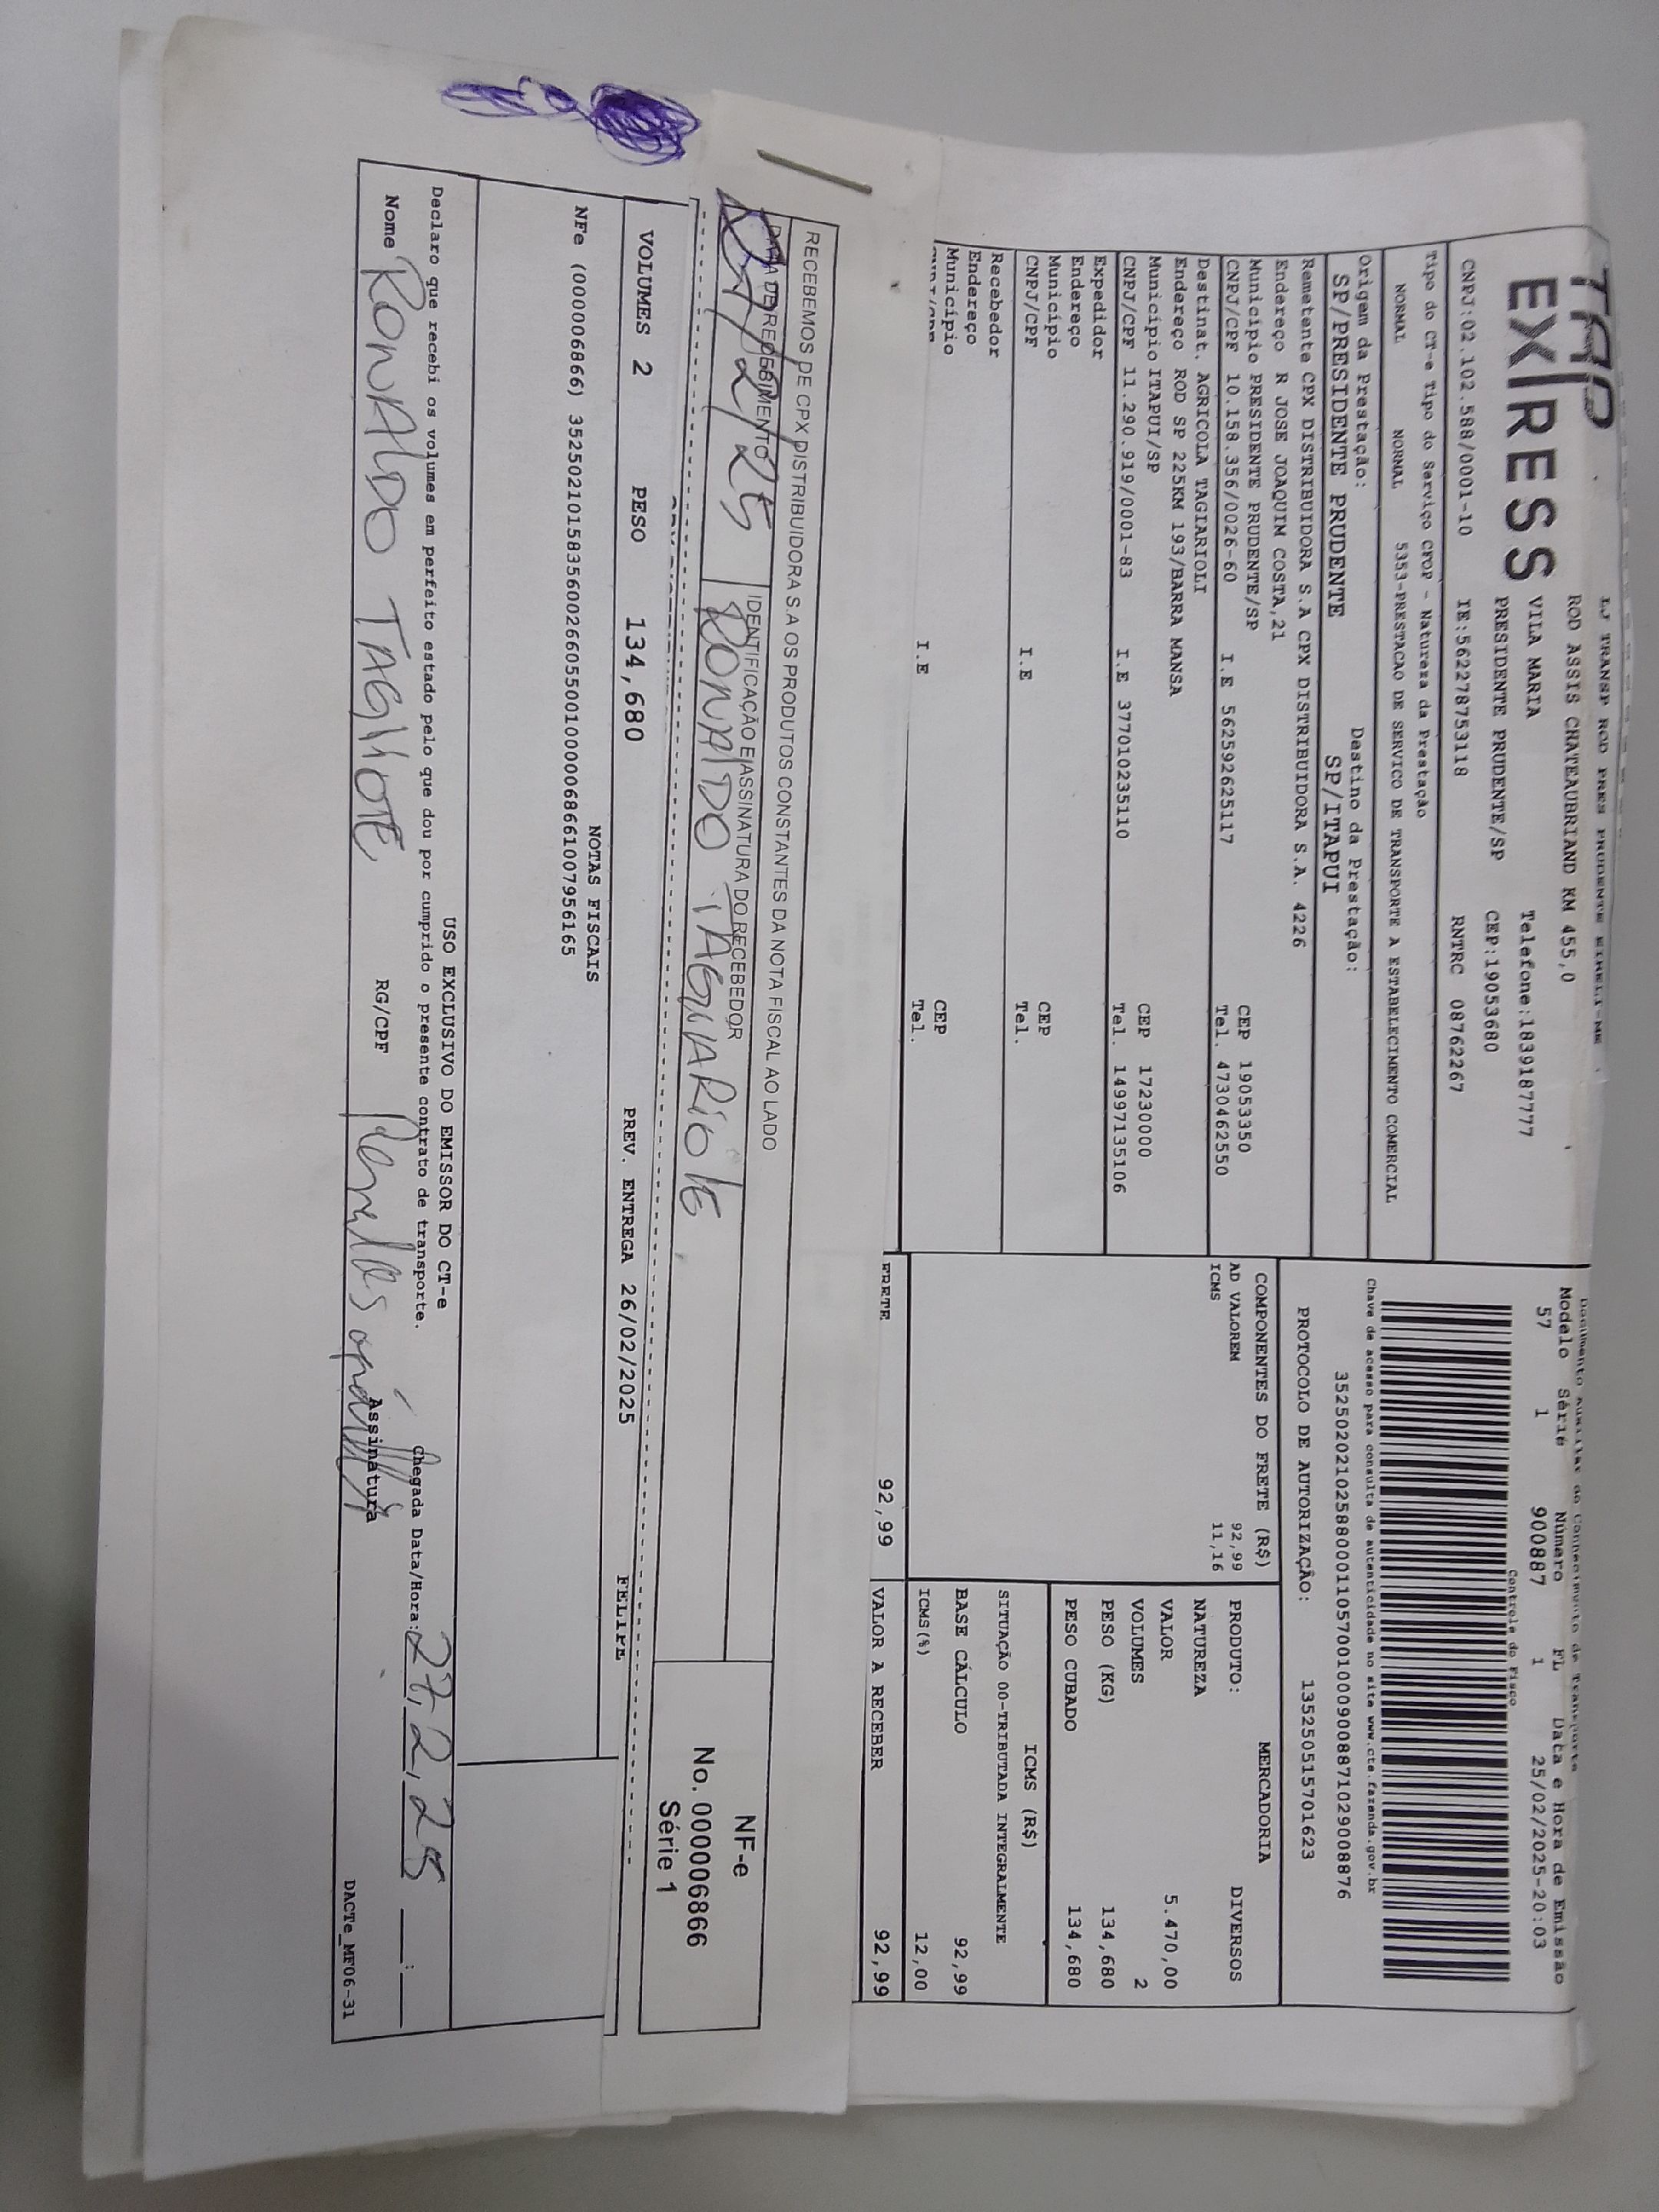 TAP
EXPRESS
LJ TRANSP ROD PRES PRUDENTE EIRELI-ME
ROD ASSIS CHATEAUBRIAND KM 455,0
VILA MARIA Telefone:1839187777
PRESIDENTE PRUDENTE/SP CEP:19053680
CNPJ:02.102.588/0001-10 IE:562278753118 RNTRC 08762267
Documento Auxiliar do Conhecimento de Transporte
Modelo Série Número FL Data e Hora de Emissão
57 1 900887 1 25/02/2025-20:03
Controle do Fisco
Tipo do CT-e Tipo do Serviço CFOP - Natureza da Prestação
NORMAL NORMAL 5353-PRESTACAO DE SERVICO DE TRANSPORTE A ESTABELECIMENTO COMERCIAL
Chave de acesso para consulta de autenticidade no site www.cte.fazenda.gov.br
35250202102588000110570010009008871029008876
Origem da Prestação: Destino da Prestação:
SP/PRESIDENTE PRUDENTE SP/ITAPUI
PROTOCOLO DE AUTORIZAÇÃO: 135250515701623
Remetente CPX DISTRIBUIDORA S.A CPX DISTRIBUIDORA S.A. 4226
Endereço R JOSE JOAQUIM COSTA,21
Município PRESIDENTE PRUDENTE/SP CEP 19053350
CNPJ/CPF 10.158.356/0026-60 I.E 562592625117 Tel. 4730462550
Destinat. AGRICOLA TAGIARIOLI
Endereço ROD SP 225KM 193/BARRA MANSA
Município ITAPUI/SP CEP 17230000
CNPJ/CPF 11.290.919/0001-83 I.E 377010235110 Tel. 14997135106
Expedidor
Endereço
Município CEP
CNPJ/CPF I.E Tel.
Recebedor
Endereço
Município CEP
CNPJ/CPF I.E Tel.
COMPONENTES DO FRETE (R$)
AD VALOREM 92,99
ICMS 11,16
FRETE 92,99
MERCADORIA
PRODUTO: DIVERSOS
NATUREZA
VALOR 5.470,00
VOLUMES 2
PESO (KG) 134,680
PESO CUBADO 134,680
ICMS (R$)
SITUAÇÃO 00-TRIBUTADA INTEGRALMENTE
BASE CÁLCULO 92,99
ICMS(%) 12,00
VALOR A RECEBER 92,99
RECEBEMOS DE CPX DISTRIBUIDORA S.A OS PRODUTOS CONSTANTES DA NOTA FISCAL AO LADO
DATA DE RECEBIMENTO IDENTIFICAÇÃO E ASSINATURA DO RECEBEDOR
27/2/25 RONALDO
NF-e
No. 000006866
Série 1
VOLUMES 2 PESO 134,680 PREV. ENTREGA 26/02/2025 FELIPE
NOTAS FISCAIS
NFe (000006866) 35250210158356002660550010000068661007956165
USO EXCLUSIVO DO EMISSOR DO CT-e
Declaro que recebi os volumes em perfeito estado pelo que dou por cumprido o presente contrato de transporte.
Chegada Data/Hora: 27,2,25 __:__
Nome RONALDO RG/CPF Assinatura
DACTe_MF06-31